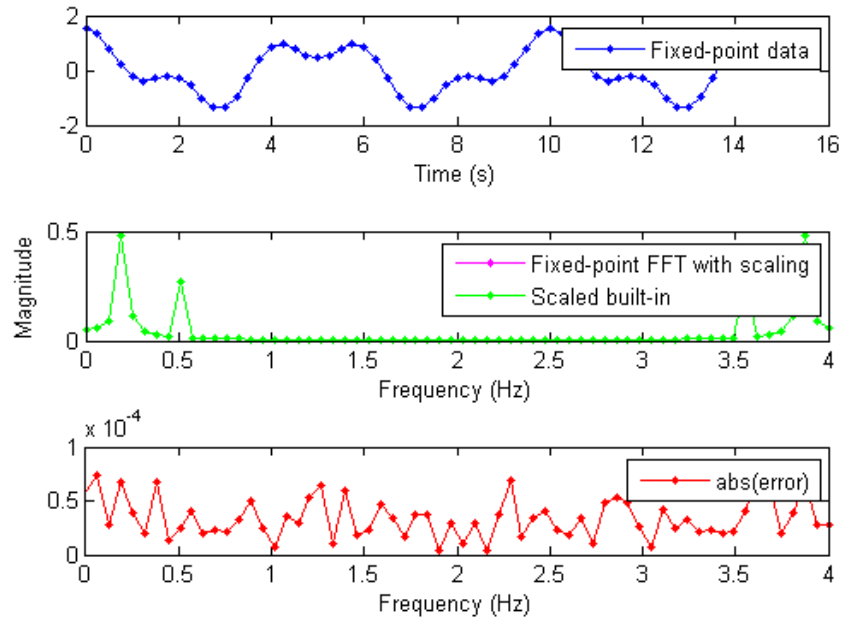 2
0
-2
Fixed-point data
0 2 4 6 8 10 12 14 16
Time (s)
Magnitude
0.5
0
Fixed-point FFT with scaling
Scaled built-in
0 0.5 1 1.5 2 2.5 3 3.5 4
Frequency (Hz)
x 10^-4
1
0.5
0
abs(error)
0 0.5 1 1.5 2 2.5 3 3.5 4
Frequency (Hz)